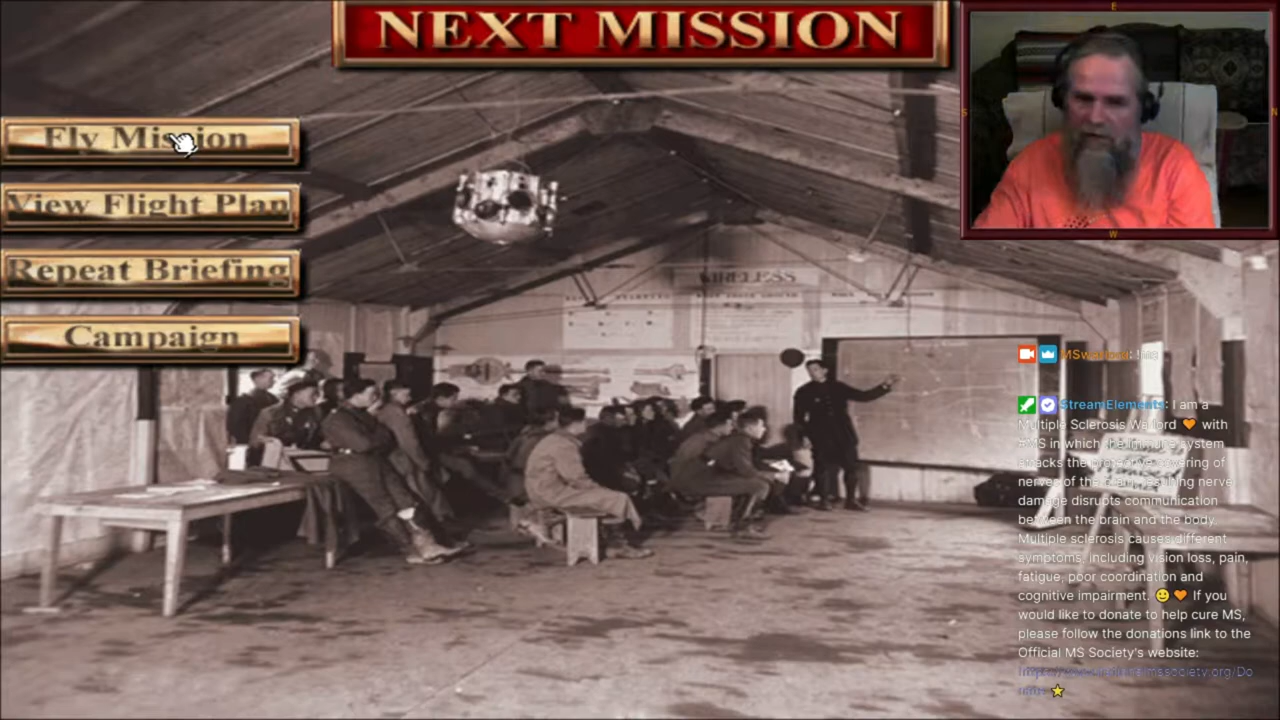 NEXT MISSION
E
S
N
W
Fly Mission
View Flight Plan
Repeat Briefing
Campaign
WIRELESS
MSwarlord: !ms
StreamElements: I am a
Multiple Sclerosis Warlord 🧡 with
#MS in which the immune system
attacks the protective covering of
nerves of the brain, resulting nerve
damage disrupts communication
between the brain and the body.
Multiple sclerosis causes different
symptoms, including vision loss, pain,
fatigue, poor coordination and
cognitive impairment. 🙂 🧡 If you
would like to donate to help cure MS,
please follow the donations link to the
Official MS Society's website: